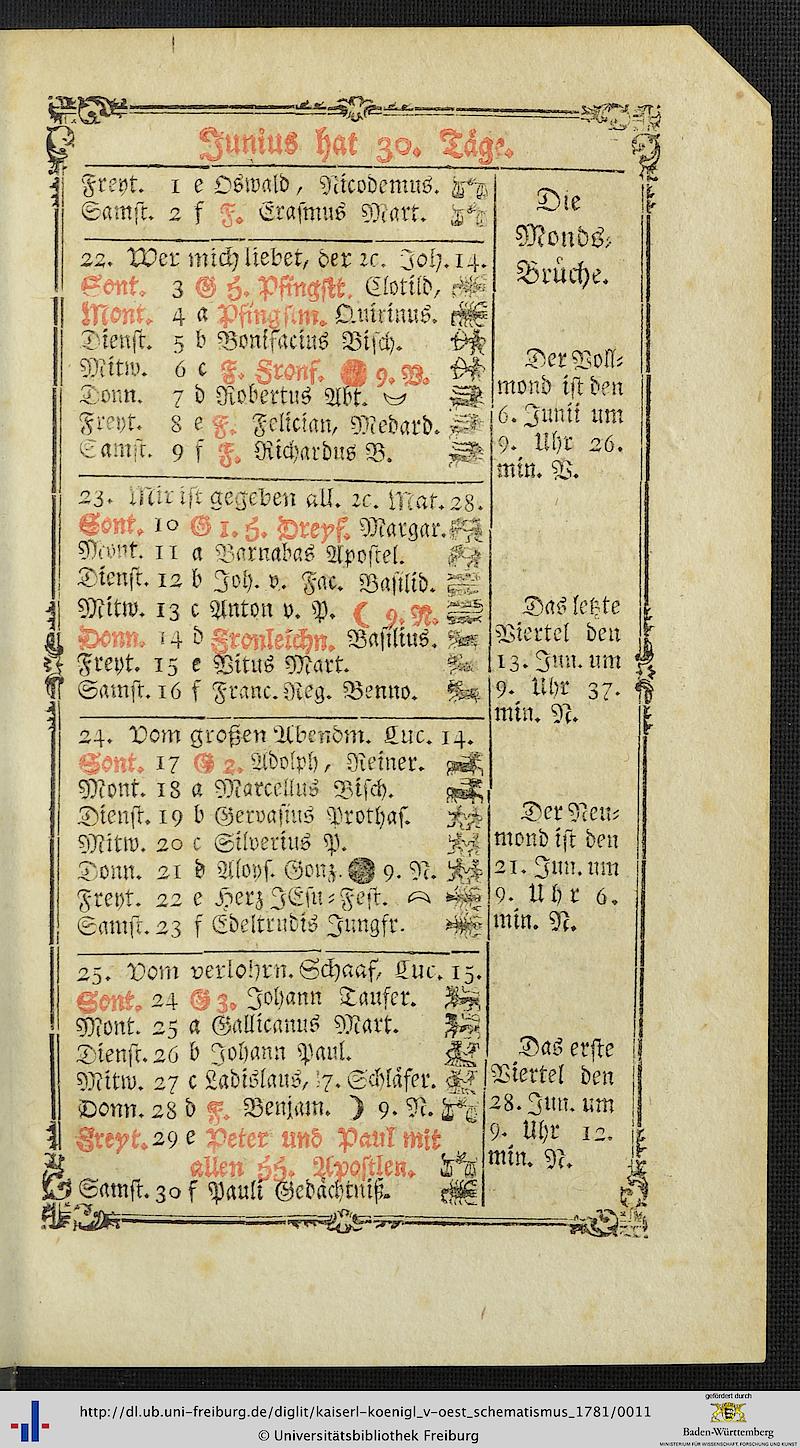 Junius hat 30. Täge.
Freyt. 1 e Oswald, Nicodemus.
Samst. 2 f F. Erasmus Mart.
22. Wer mich liebet, der ꝛc. Joh. 14.
Sont. 3 G H. Pfingstt. Clotild,
Mont. 4 a Pfingstm. Quirinus.
Dienst. 5 b Bonifacius Bisch.
Mitw. 6 c F. Fronf. 9. V.
Donn. 7 d Robertus Abt.
Freyt. 8 e F. Felician, Medard.
Samst. 9 f F. Richardus B.
23. Mir ist gegeben all. ꝛc. Mat. 28.
Sont. 10 G 1. H. Dreyf. Margar.
Mont. 11 a Barnabas Apostel.
Dienst. 12 b Joh. v. Fac. Basilid.
Mitw. 13 c Anton v. P. ☾ 9. N.
Donn. 14 d Fronleichn. Basilius.
Freyt. 15 e Vitus Mart.
Samst. 16 f Franc. Reg. Benno.
24. Vom großen Abendm. Luc. 14.
Sont. 17 G 2. Adolph, Reiner.
Mont. 18 a Marcellus Bisch.
Dienst. 19 b Gervasius Prothas.
Mitw. 20 c Silverius P.
Donn. 21 d Aloys. Gonz. 9. N.
Freyt. 22 e Herz JEsu-Fest.
Samst. 23 f Edeltrudis Jungfr.
25. Vom verlohrn. Schaaf, Luc. 15.
Sont. 24 G 3. Johann Taufer.
Mont. 25 a Gallicanus Mart.
Dienst. 26 b Johann Paul.
Mitw. 27 c Ladislaus, 7. Schläfer.
Donn. 28 d F. Benjam. ☽ 9. N.
Freyt. 29 e Peter und Paul mit
allen HH. Apostlen.
Samst. 30 f Pauli Gedächtniß.
Die
Monds-
Brüche.
Der Voll-
mond ist den
6. Junii um
9. Uhr 26.
min. V.
Das letzte
Viertel den
13. Jun. um
9. Uhr 37.
min. N.
Der Neu-
mond ist den
21. Jun. um
9. Uhr 6.
min. N.
Das erste
Viertel den
28. Jun. um
9. Uhr 12.
min. N.
http://dl.ub.uni-freiburg.de/diglit/kaiserl-koenigl_v-oest_schematismus_1781/0011
© Universitätsbibliothek Freiburg
gefördert durch
Baden-Württemberg
MINISTERIUM FÜR WISSENSCHAFT, FORSCHUNG UND KUNST